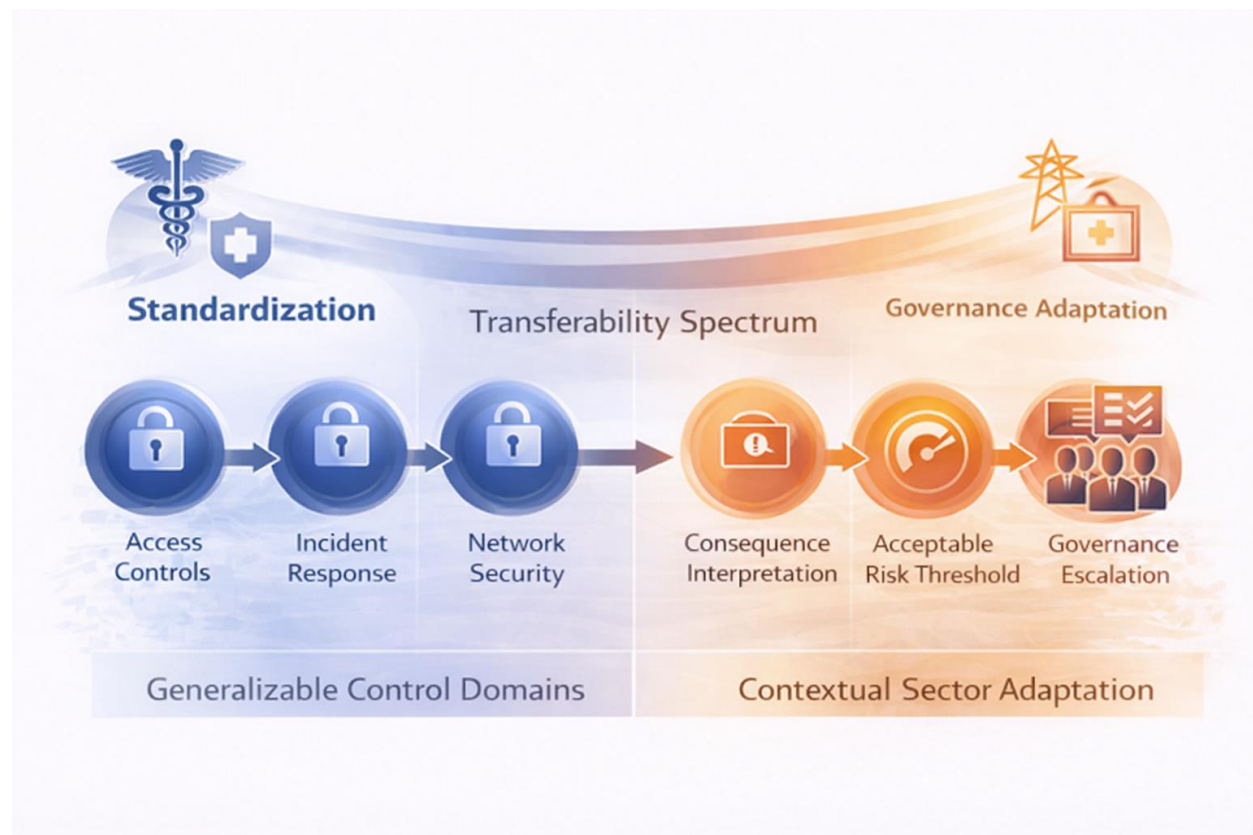 Standardization
Transferability Spectrum
Governance Adaptation
Access
Controls
Incident
Response
Network
Security
Consequence
Interpretation
Acceptable
Risk Threshold
Governance
Escalation
Generalizable Control Domains
Contextual Sector Adaptation